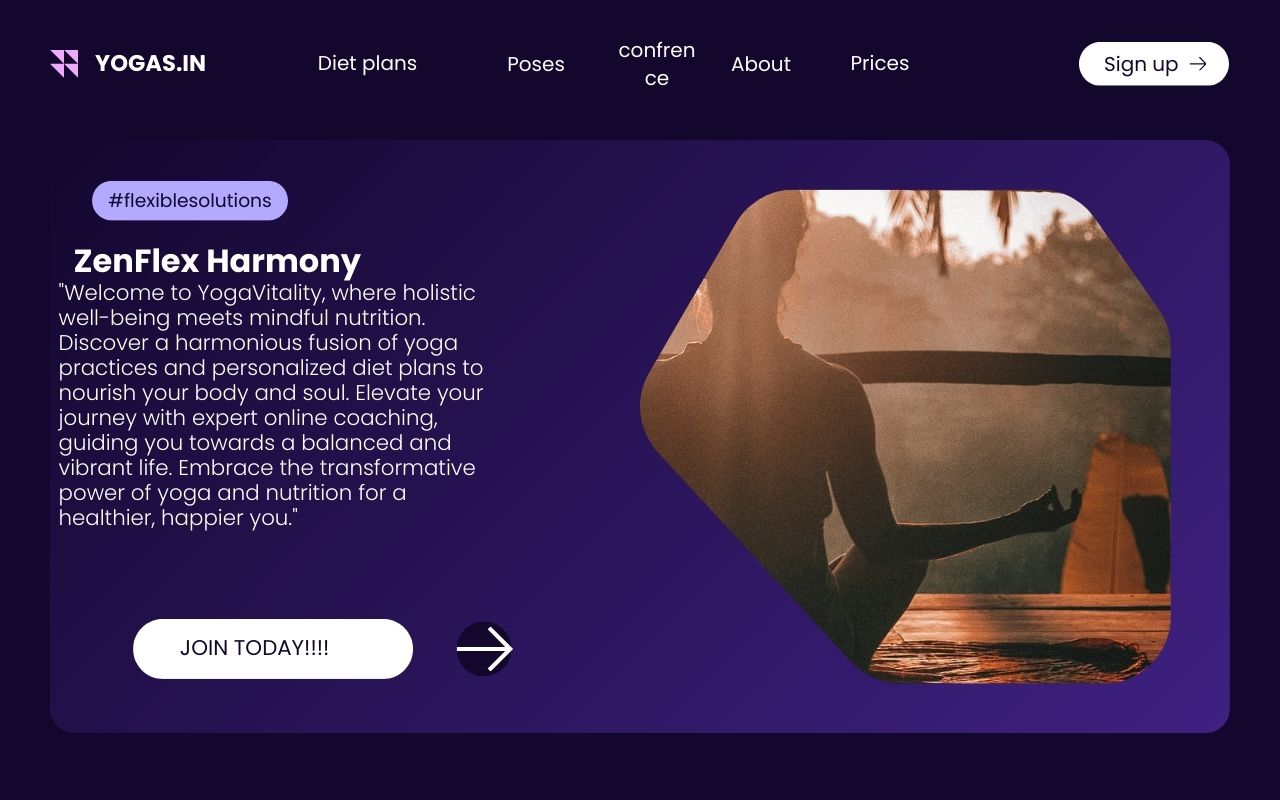 YOGAS.IN
Diet plans
Poses
confren
ce
About
Prices
Sign up
#flexiblesolutions
ZenFlex Harmony
"Welcome to YogaVitality, where holistic
well-being meets mindful nutrition.
Discover a harmonious fusion of yoga
practices and personalized diet plans to
nourish your body and soul. Elevate your
journey with expert online coaching,
guiding you towards a balanced and
vibrant life. Embrace the transformative
power of yoga and nutrition for a
healthier, happier you."
JOIN TODAY!!!!